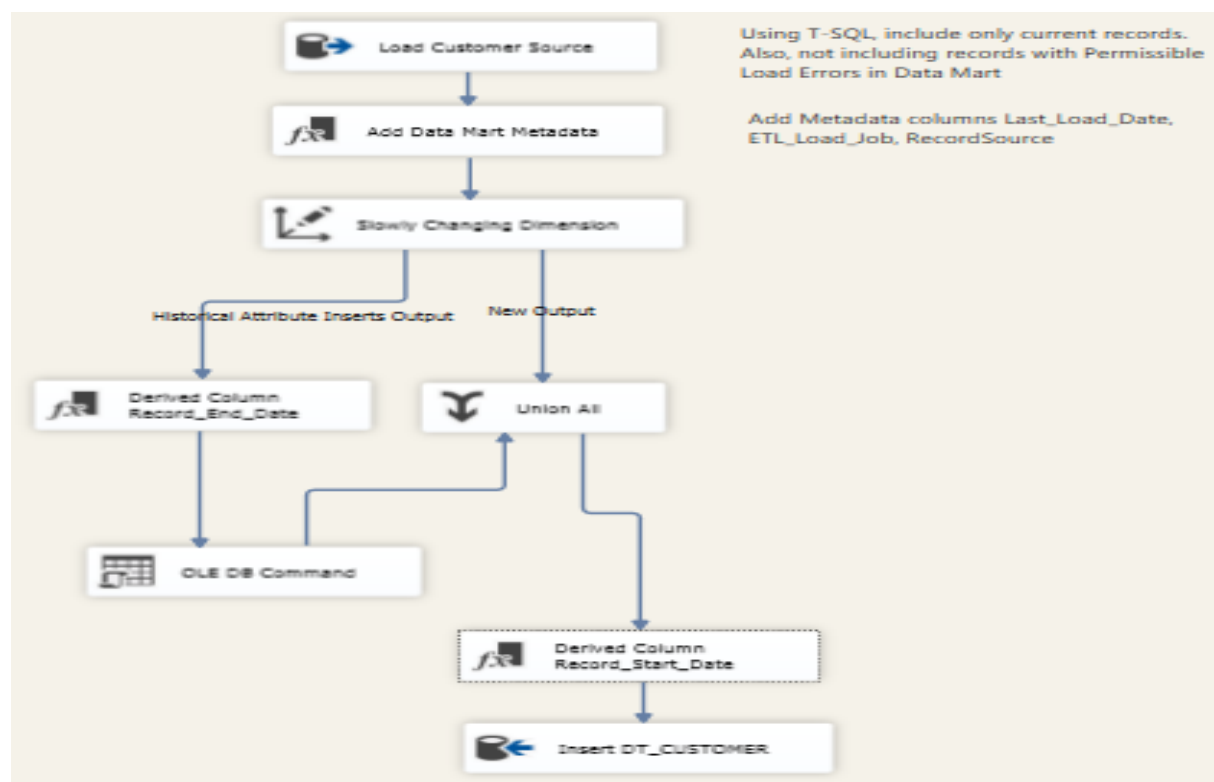 Load Customer Source
Using T-SQL, include only current records.
Also, not including records with Permissible
Load Errors in Data Mart
Add Data Mart Metadata
Add Metadata columns Last_Load_Date,
ETL_Load_Job, RecordSource
Slowly Changing Dimension
Historical Attribute Inserts Output
New Output
Derived Column
Record_End_Date
Union All
OLE DB Command
Derived Column
Record_Start_Date
Insert DT_CUSTOMER